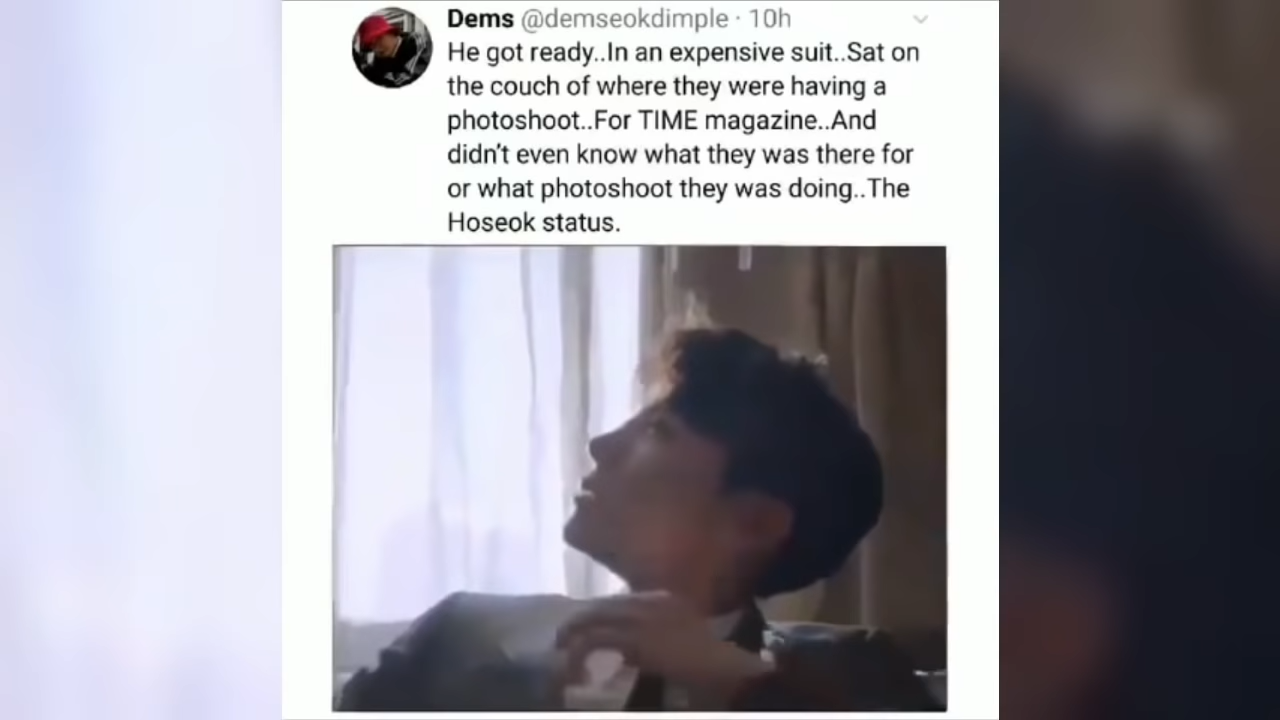 Dems @demseokdimple · 10h
He got ready..In an expensive suit..Sat on
the couch of where they were having a
photoshoot..For TIME magazine..And
didn't even know what they was there for
or what photoshoot they was doing..The
Hoseok status.